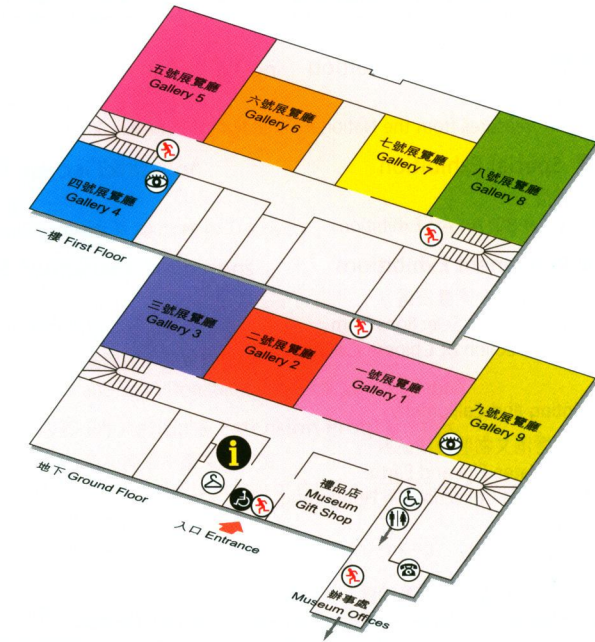 五號展覽廳
Gallery 5
六號展覽廳
Gallery 6
七號展覽廳
Gallery 7
八號展覽廳
Gallery 8
四號展覽廳
Gallery 4
一樓 First Floor
三號展覽廳
Gallery 3
二號展覽廳
Gallery 2
一號展覽廳
Gallery 1
九號展覽廳
Gallery 9
i
地下 Ground Floor
禮品店
Museum
Gift Shop
入口 Entrance
辦事處
Museum Offices